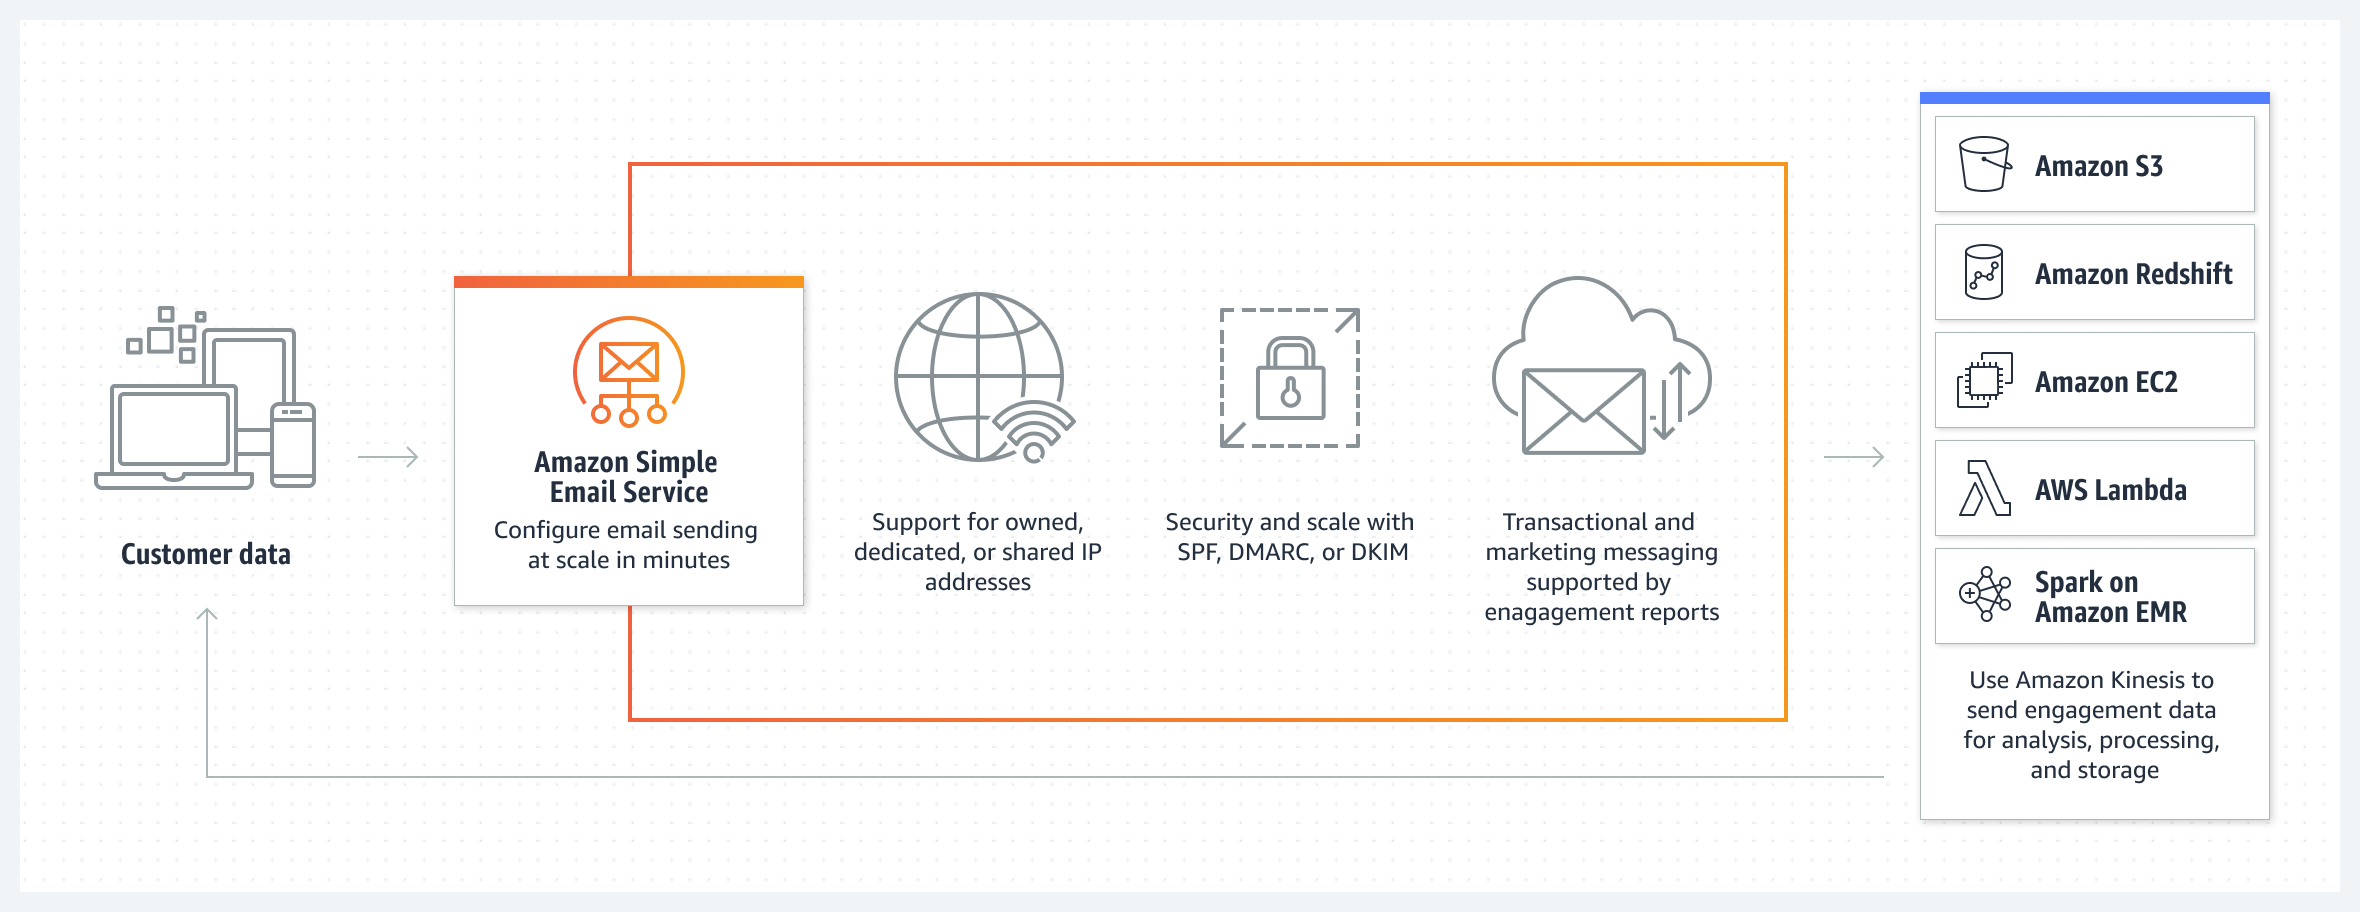 Customer data
Amazon Simple
Email Service
Configure email sending
at scale in minutes
Support for owned,
dedicated, or shared IP
addresses
Security and scale with
SPF, DMARC, or DKIM
Transactional and
marketing messaging
supported by
enagagement reports
Amazon S3
Amazon Redshift
Amazon EC2
AWS Lambda
Spark on
Amazon EMR
Use Amazon Kinesis to
send engagement data
for analysis, processing,
and storage